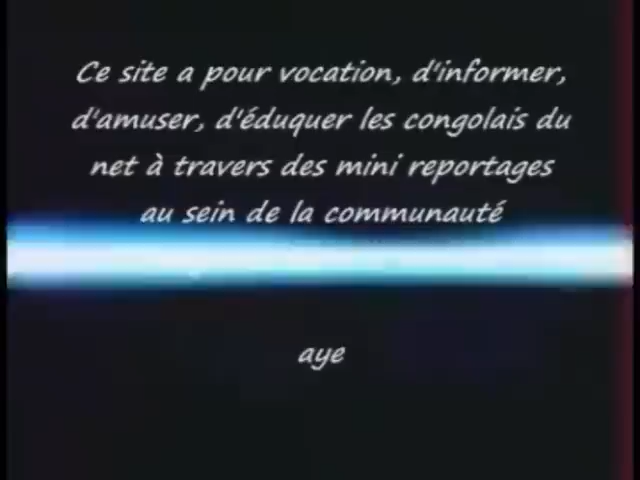 Ce site a pour vocation, d'informer,
d'amuser, d'éduquer les congolais du
net à travers des mini reportages
au sein de la communauté
aye